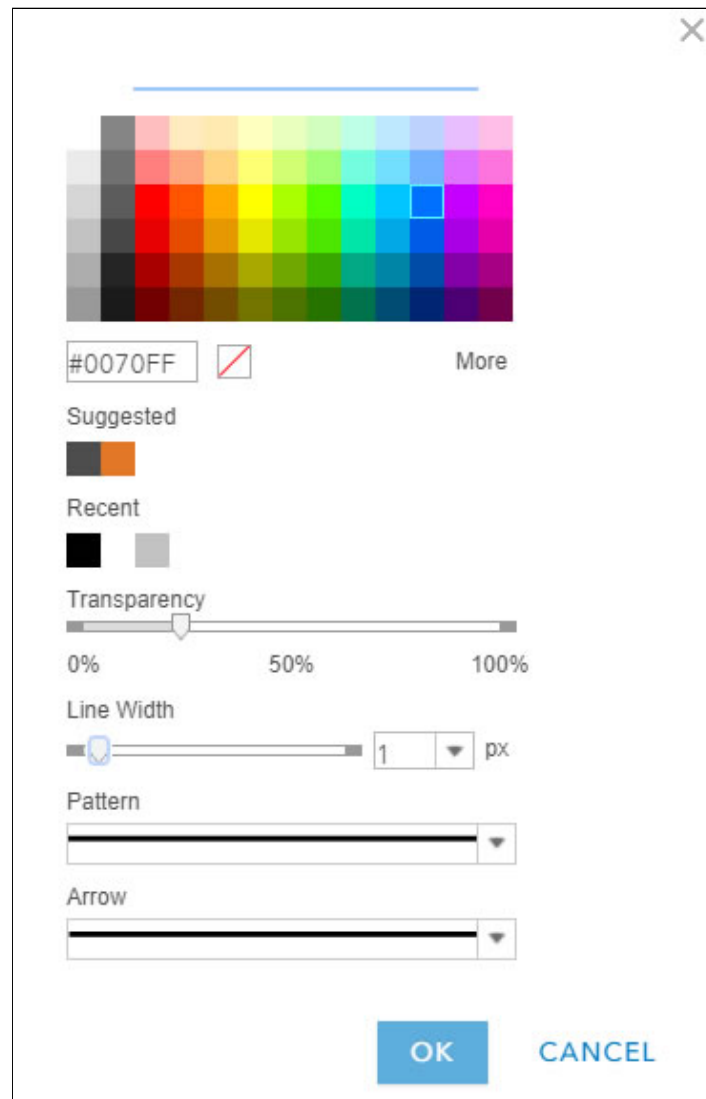 #0070FF More
Suggested
Recent
Transparency
0% 50% 100%
Line Width
1 px
Pattern
Arrow
OK CANCEL